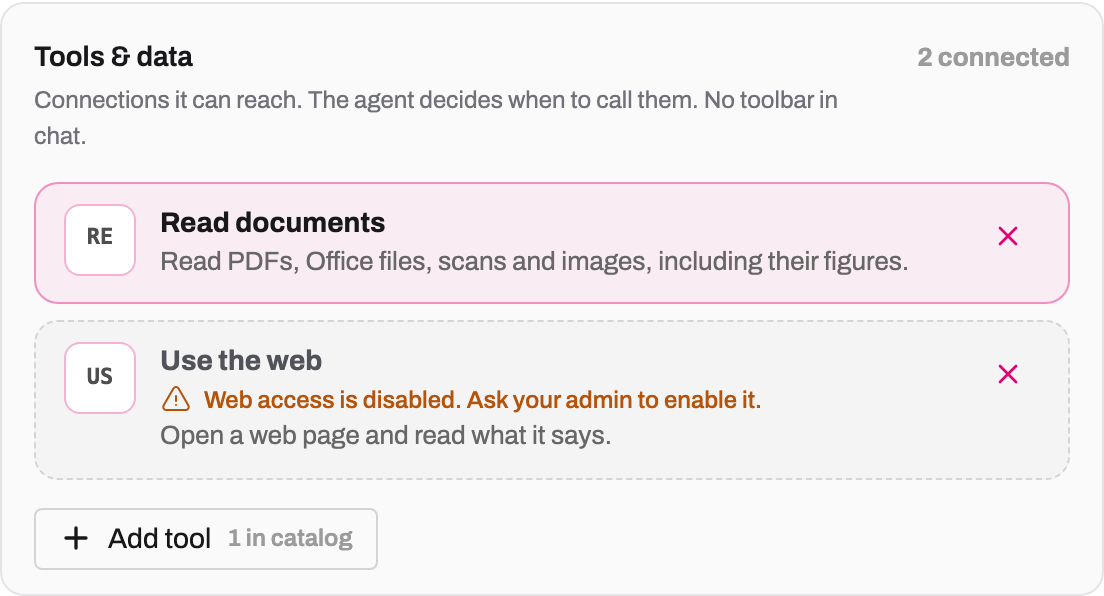 Tools & data
2 connected
Connections it can reach. The agent decides when to call them. No toolbar in
chat.
RE
Read documents
Read PDFs, Office files, scans and images, including their figures.
US
Use the web
Web access is disabled. Ask your admin to enable it.
Open a web page and read what it says.
Add tool 1 in catalog